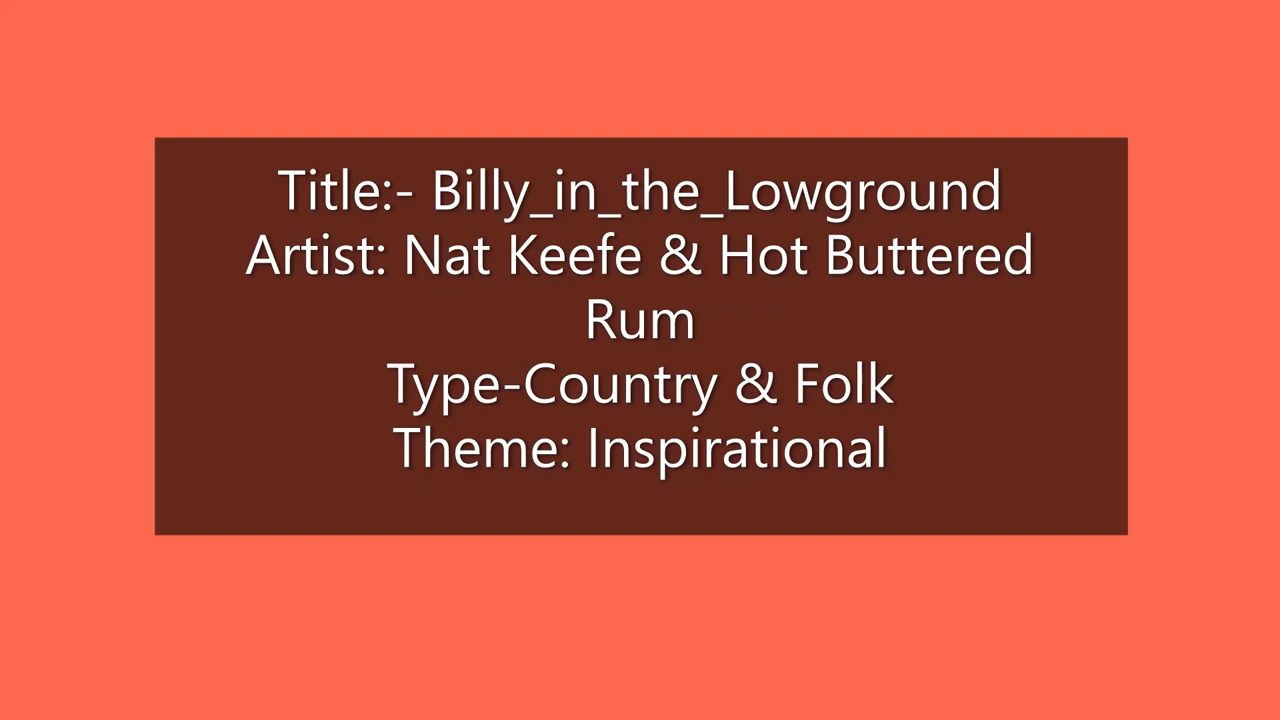 Title:- Billy_in_the_Lowground
Artist: Nat Keefe & Hot Buttered
Rum
Type-Country & Folk
Theme: Inspirational